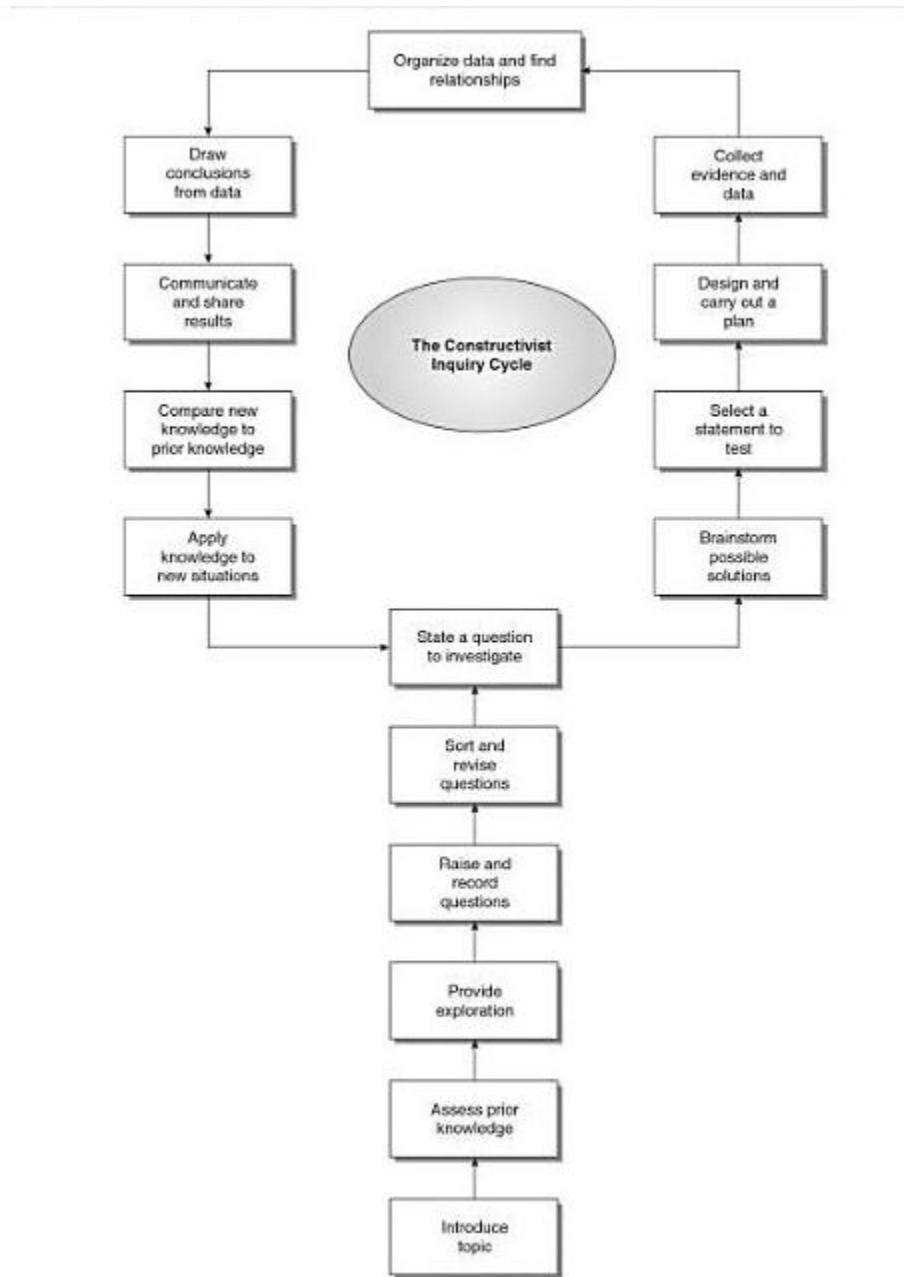 Organize data and find
relationships
Draw
conclusions
from data
Collect
evidence and
data
Communicate
and share
results
The Constructivist
Inquiry Cycle
Design and
carry out a
plan
Compare new
knowledge to
prior knowledge
Select a
statement to
test
Apply
knowledge to
new situations
Brainstorm
possible
solutions
State a question
to investigate
Sort and
revise
questions
Raise and
record
questions
Provide
exploration
Assess prior
knowledge
Introduce
topic